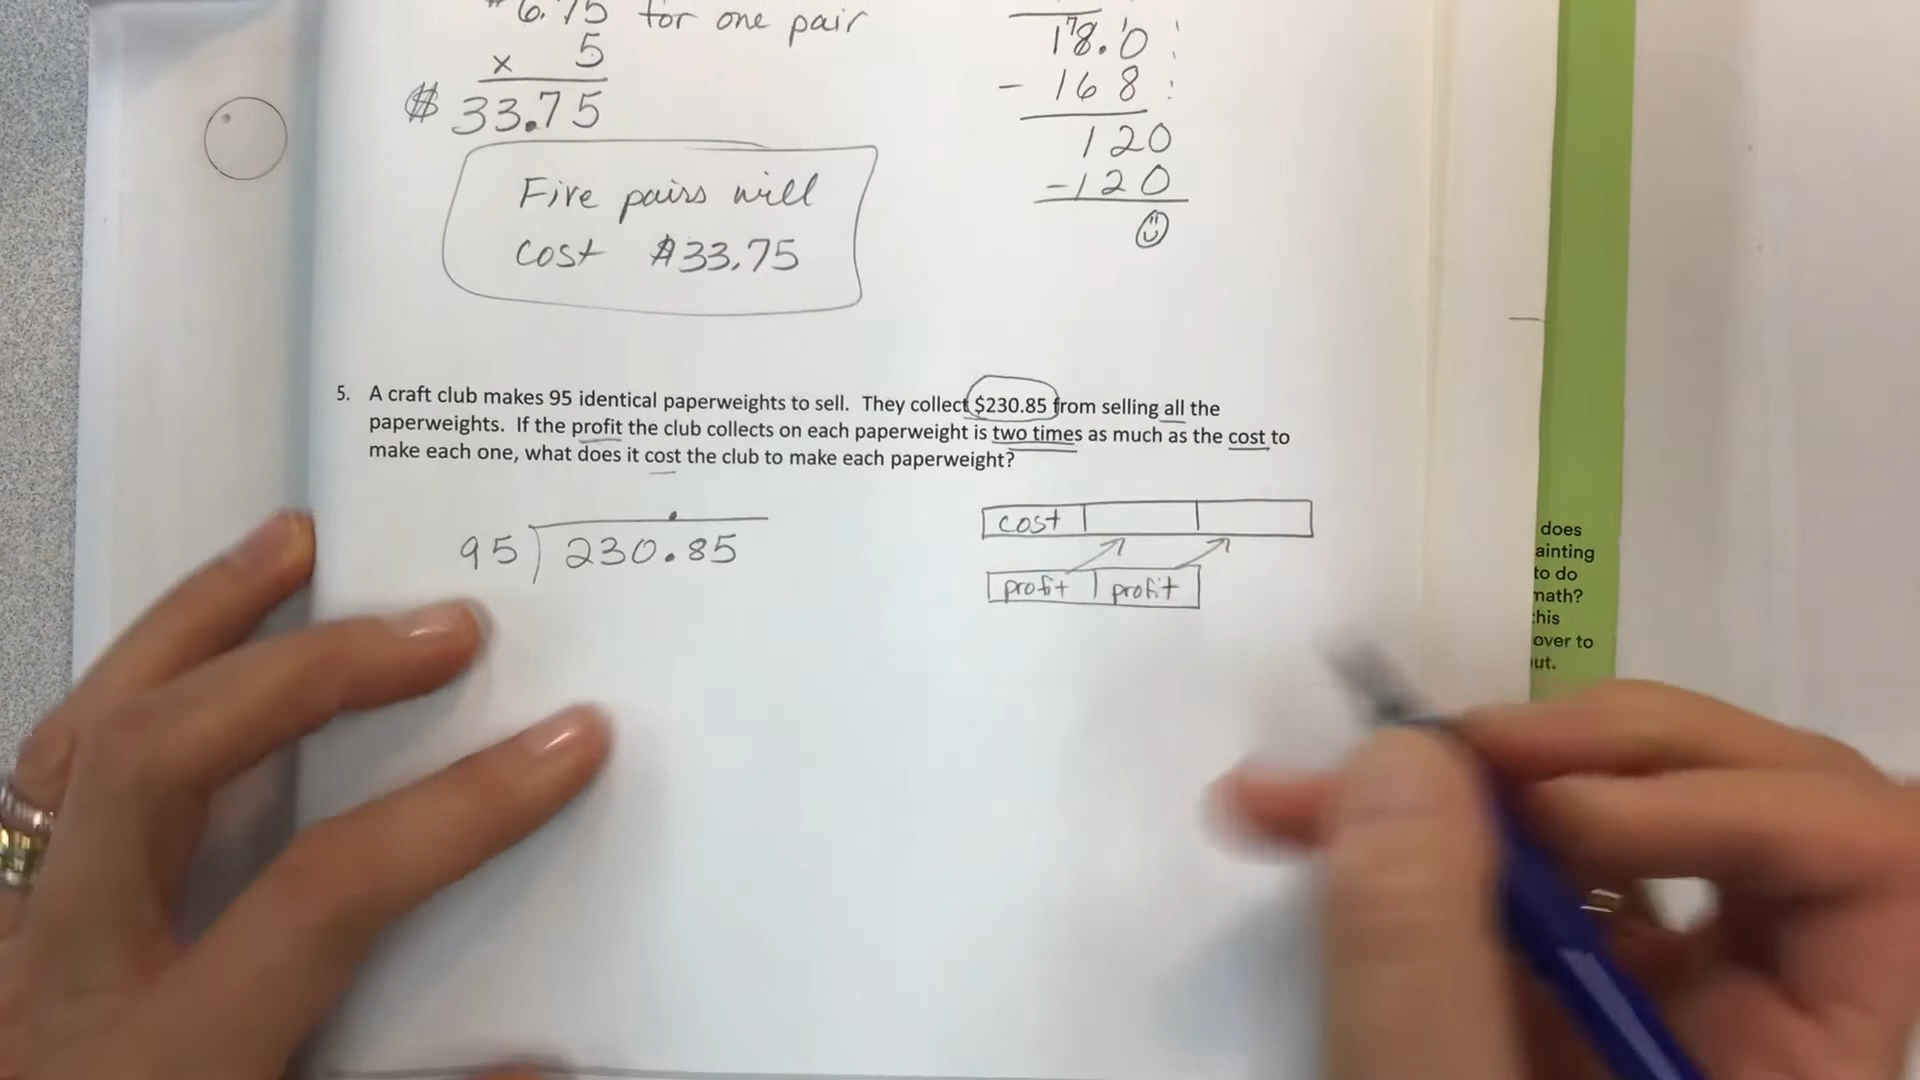 $6.75 for one pair
x 5
$ 33.75
Five pairs will
cost $33.75
178.10
- 168
120
-120
5. A craft club makes 95 identical paperweights to sell. They collect $230.85 from selling all the
paperweights. If the profit the club collects on each paperweight is two times as much as the cost to
make each one, what does it cost the club to make each paperweight?
95 230.85
cost
profit profit
does
ainting
to do
math?
this
over to
out.